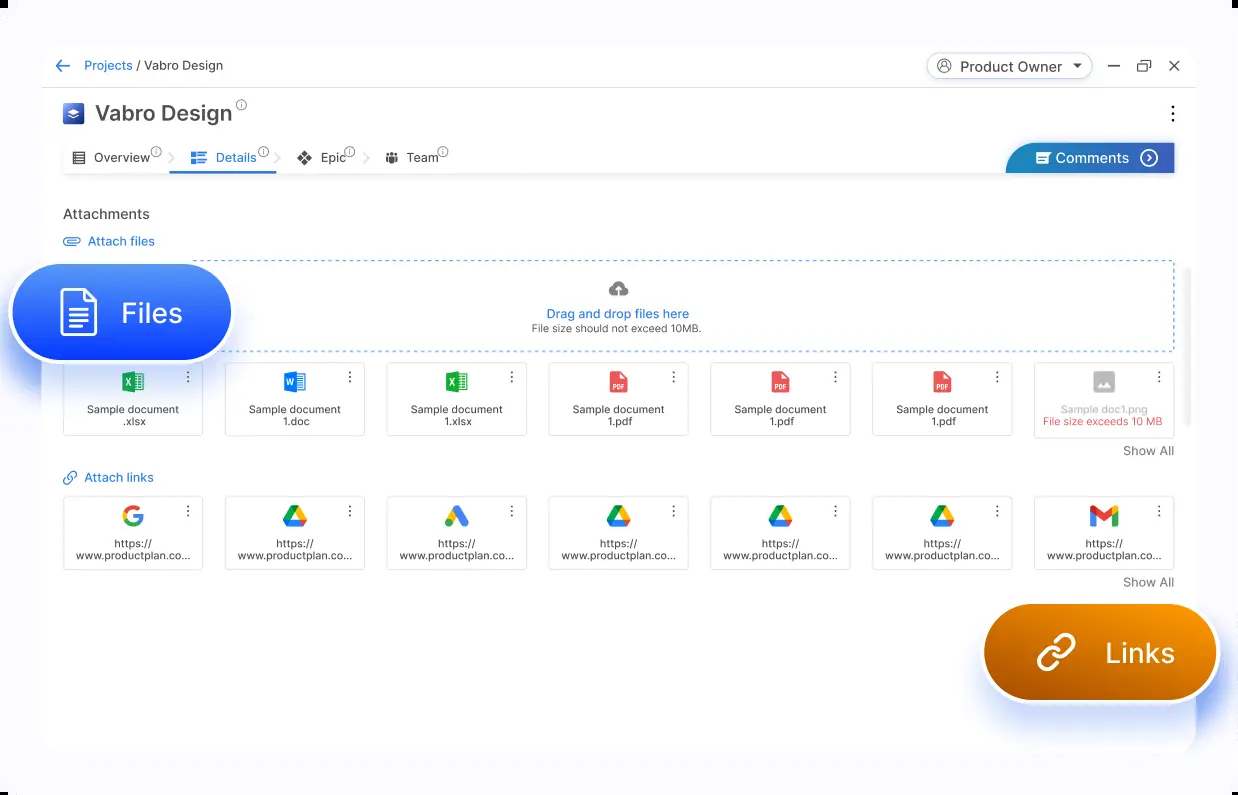 Projects / Vabro Design
Product Owner
Vabro Design
Overview
Details
Epic
Team
Comments
Attachments
Attach files
Files
Drag and drop files here
File size should not exceed 10MB.
Sample document
.xlsx
Sample document
1.doc
Sample document
1.xlsx
Sample document
1.pdf
Sample document
1.pdf
Sample document
1.pdf
Sample doc1.png
File size exceeds 10 MB
Show All
Attach links
https://
www.productplan.co...
https://
www.productplan.co...
https://
www.productplan.co...
https://
www.productplan.co...
https://
www.productplan.co...
https://
www.productplan.co...
https://
www.productplan.co...
Show All
Links